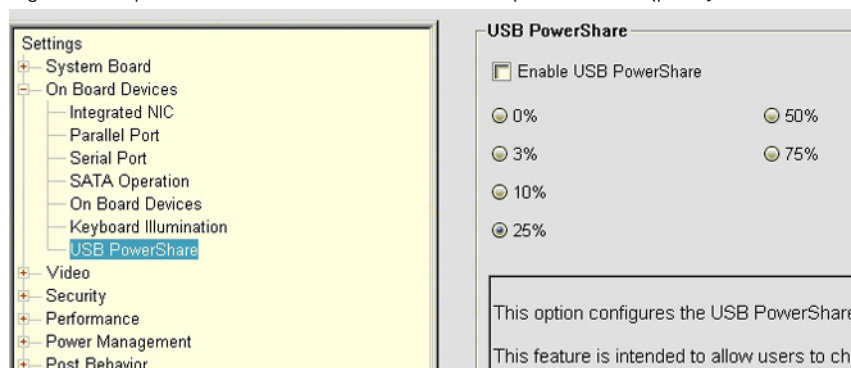 Settings
System Board
On Board Devices
Integrated NIC
Parallel Port
Serial Port
SATA Operation
On Board Devices
Keyboard Illumination
USB PowerShare
Video
Security
Performance
Power Management
Post Behavior
USB PowerShare
Enable USB PowerShare
0% 50%
3% 75%
10%
25%
This option configures the USB PowerShare
This feature is intended to allow users to ch